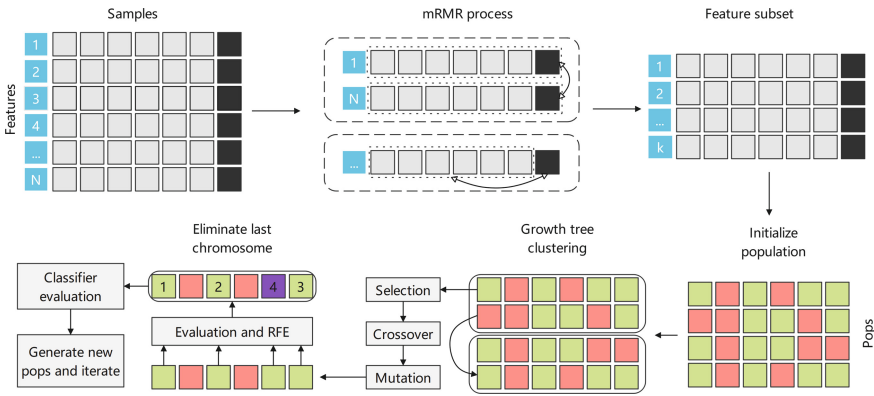 Samples
mRMR process
Feature subset
Features
1
2
3
4
...
N
1
N
...
1
2
...
k
Initialize
population
Pops
Growth tree
clustering
Selection
Crossover
Mutation
Eliminate last
chromosome
1 2 4 3
Evaluation and RFE
Classifier
evaluation
Generate new
pops and iterate